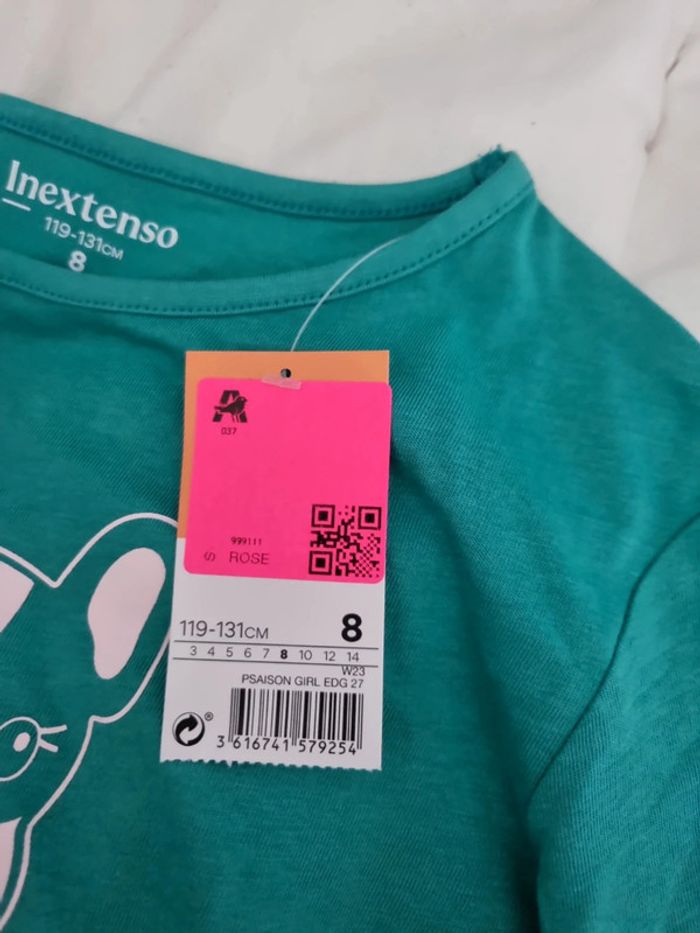 Inextenso
119-131CM
8
A
037
999111
S ROSE
119-131CM 8
3 4 5 6 7 8 10 12 14
W23
PSAISON GIRL EDG 27
®
3 616741 579254